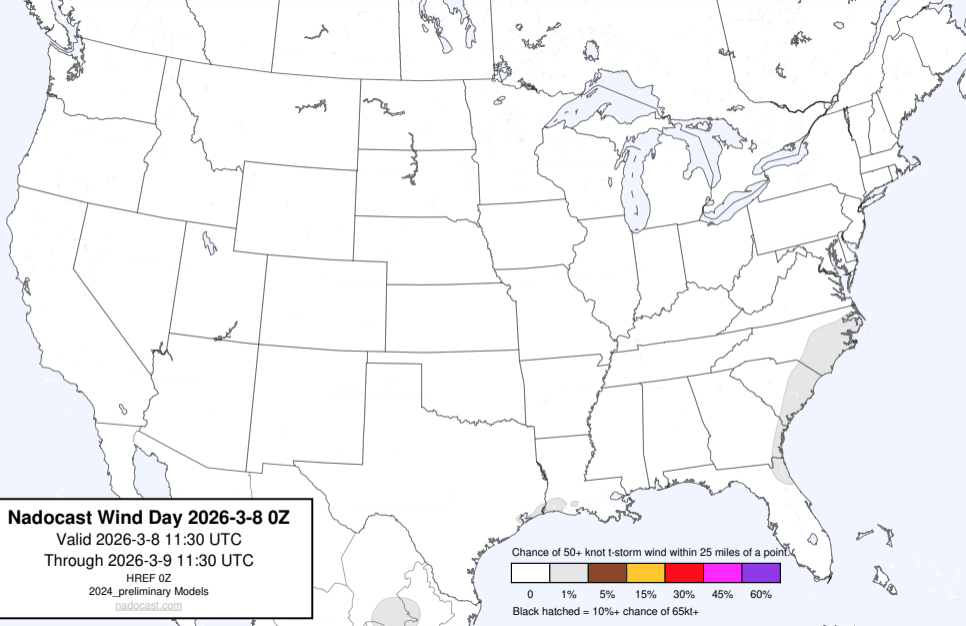 Nadocast Wind Day 2026-3-8 0Z
Valid 2026-3-8 11:30 UTC
Through 2026-3-9 11:30 UTC
HREF 0Z
2024_preliminary Models
nadocast.com
Chance of 50+ knot t-storm wind within 25 miles of a point.
0 1% 5% 15% 30% 45% 60%
Black hatched = 10%+ chance of 65kt+